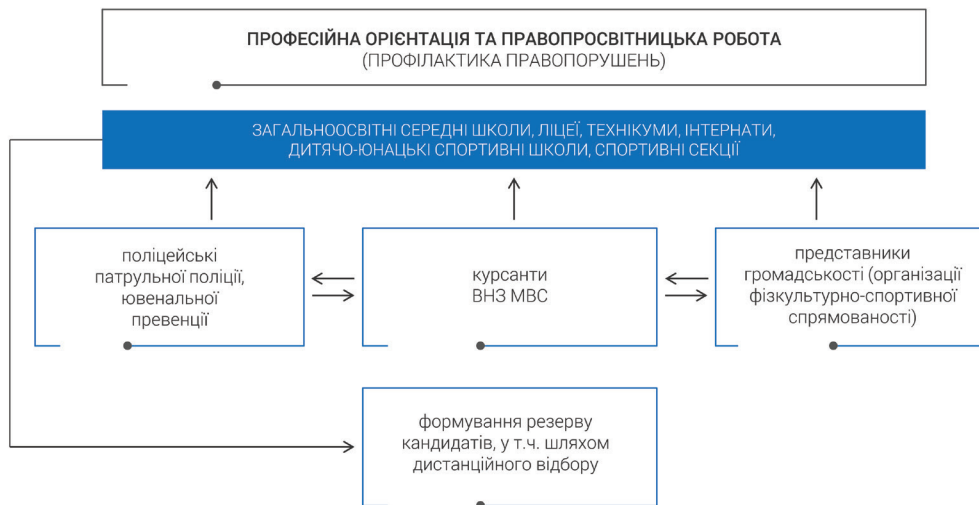 ПРОФЕСІЙНА ОРІЄНТАЦІЯ ТА ПРАВОПРОСВІТНИЦЬКА РОБОТА
(ПРОФІЛАКТИКА ПРАВОПОРУШЕНЬ)
ЗАГАЛЬНООСВІТНІ СЕРЕДНІ ШКОЛИ, ЛІЦЕЇ, ТЕХНІКУМИ, ІНТЕРНАТИ,
ДИТЯЧО-ЮНАЦЬКІ СПОРТИВНІ ШКОЛИ, СПОРТИВНІ СЕКЦІЇ
поліцейські
патрульної поліції,
ювенальної
превенції
курсанти
ВНЗ МВС
представники
громадськості (організації
фізкультурно-спортивної
спрямованості)
формування резерву
кандидатів, у т.ч. шляхом
дистанційного відбору